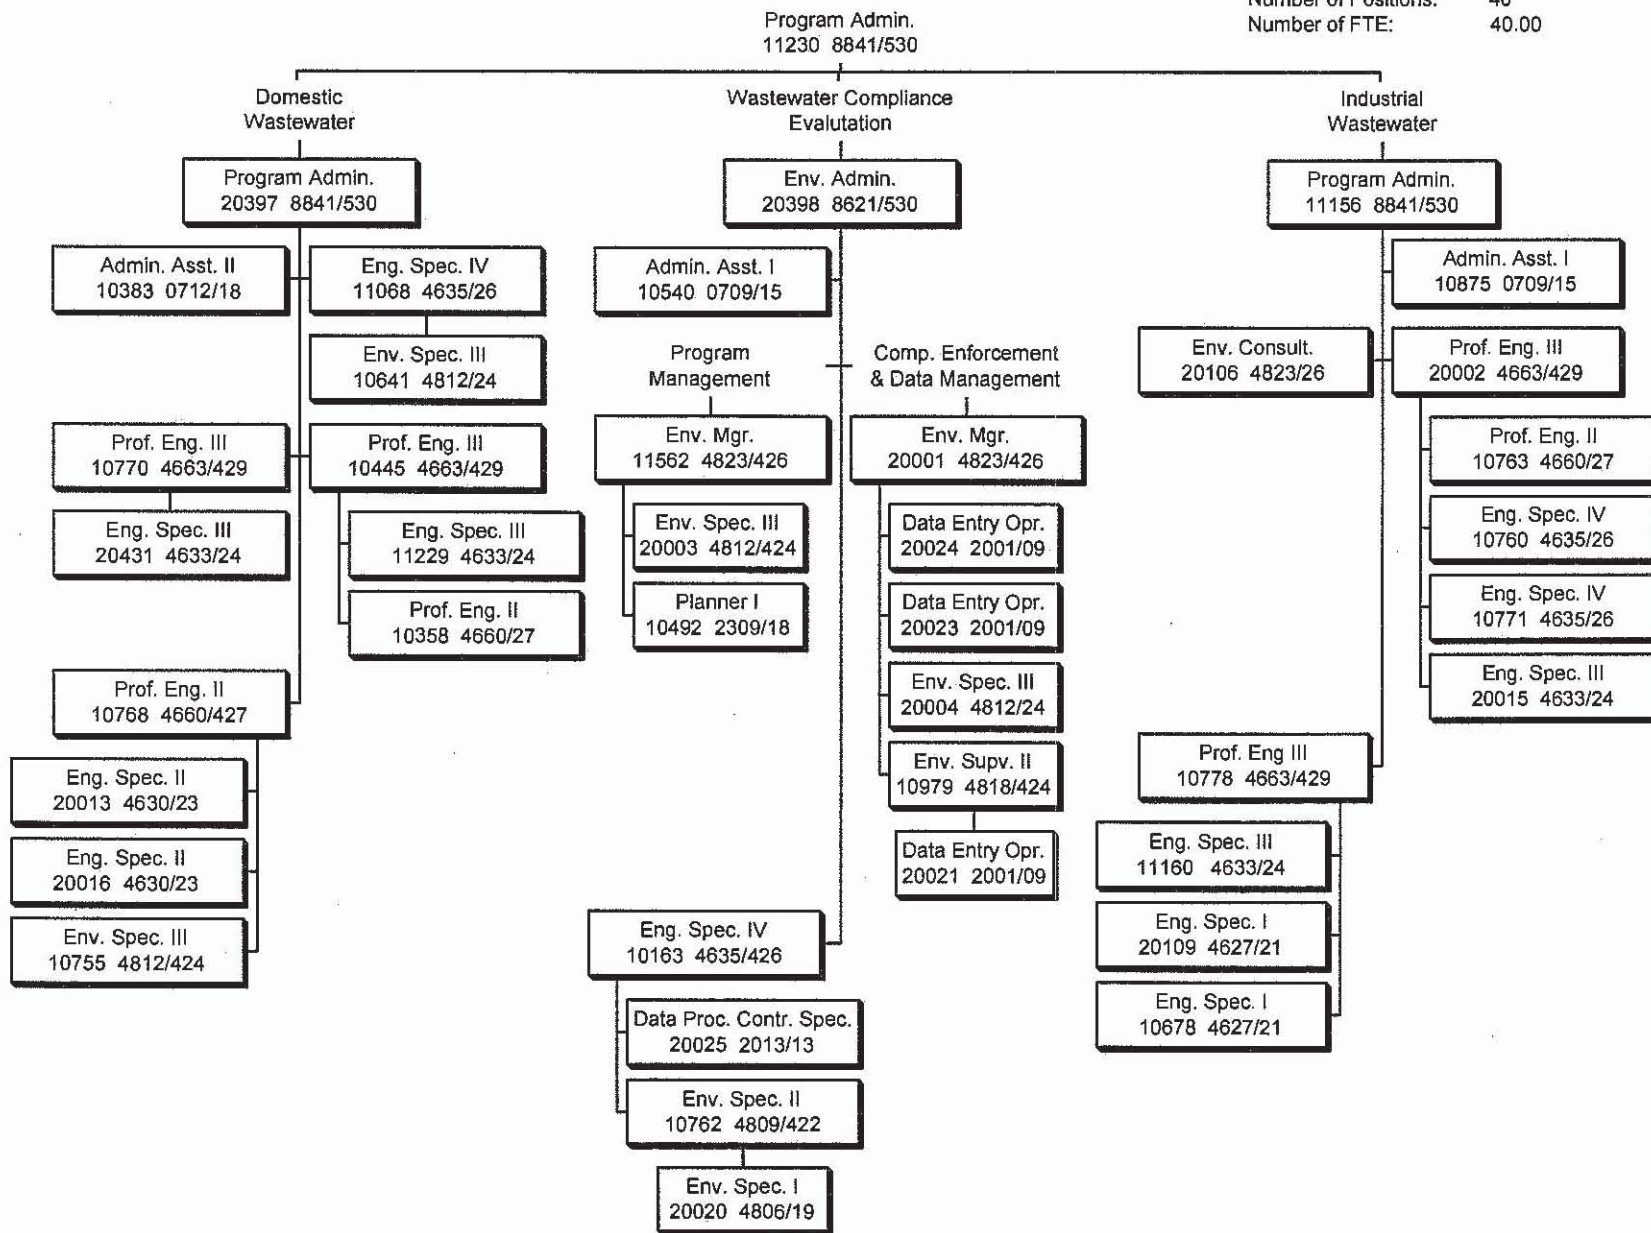 Number of Positions: 40
Number of FTE: 40.00
Program Admin.
11230 8841/530
Domestic
Wastewater
Program Admin.
20397 8841/530
Admin. Asst. II
10383 0712/18
Eng. Spec. IV
11068 4635/26
Env. Spec. III
10641 4812/24
Prof. Eng. III
10770 4663/429
Prof. Eng. III
10445 4663/429
Eng. Spec. III
20431 4633/24
Eng. Spec. III
11229 4633/24
Prof. Eng. II
10358 4660/27
Prof. Eng. II
10768 4660/427
Eng. Spec. II
20013 4630/23
Eng. Spec. II
20016 4630/23
Env. Spec. III
10755 4812/424
Wastewater Compliance
Evalutation
Env. Admin.
20398 8621/530
Admin. Asst. I
10540 0709/15
Program
Management
Env. Mgr.
11562 4823/426
Env. Spec. III
20003 4812/424
Planner I
10492 2309/18
Comp. Enforcement
& Data Management
Env. Mgr.
20001 4823/426
Data Entry Opr.
20024 2001/09
Data Entry Opr.
20023 2001/09
Env. Spec. III
20004 4812/24
Env. Supv. II
10979 4818/424
Data Entry Opr.
20021 2001/09
Eng. Spec. IV
10163 4635/426
Data Proc. Contr. Spec.
20025 2013/13
Env. Spec. II
10762 4809/422
Env. Spec. I
20020 4806/19
Industrial
Wastewater
Program Admin.
11156 8841/530
Admin. Asst. I
10875 0709/15
Env. Consult.
20106 4823/26
Prof. Eng. III
20002 4663/429
Prof. Eng. II
10763 4660/27
Eng. Spec. IV
10760 4635/26
Eng. Spec. IV
10771 4635/26
Eng. Spec. III
20015 4633/24
Prof. Eng III
10778 4663/429
Eng. Spec. III
11160 4633/24
Eng. Spec. I
20109 4627/21
Eng. Spec. I
10678 4627/21